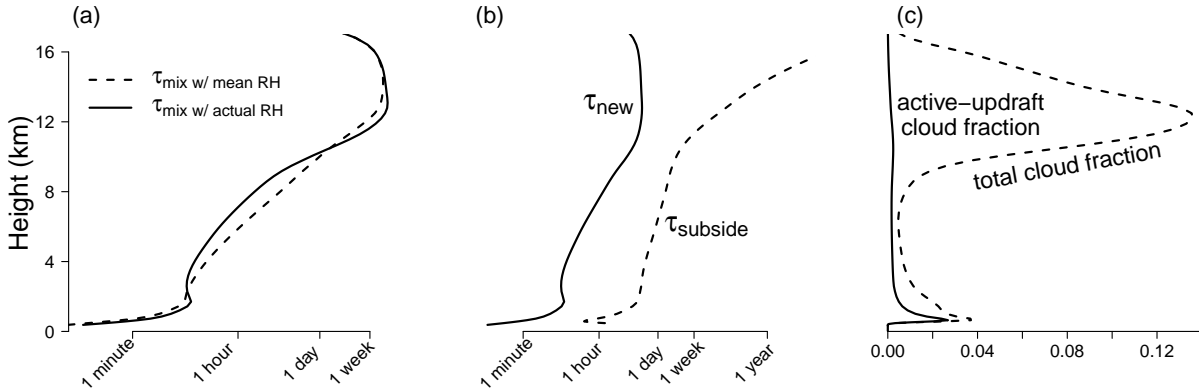 (a)
(b)
(c)
Height (km)
16
12
8
4
0
τmix w/ mean RH
τmix w/ actual RH
1 minute
1 hour
1 day
1 week
τnew
τsubside
1 minute
1 hour
1 day
1 week
1 year
active−updraft
cloud fraction
total cloud fraction
0.00
0.04
0.08
0.12